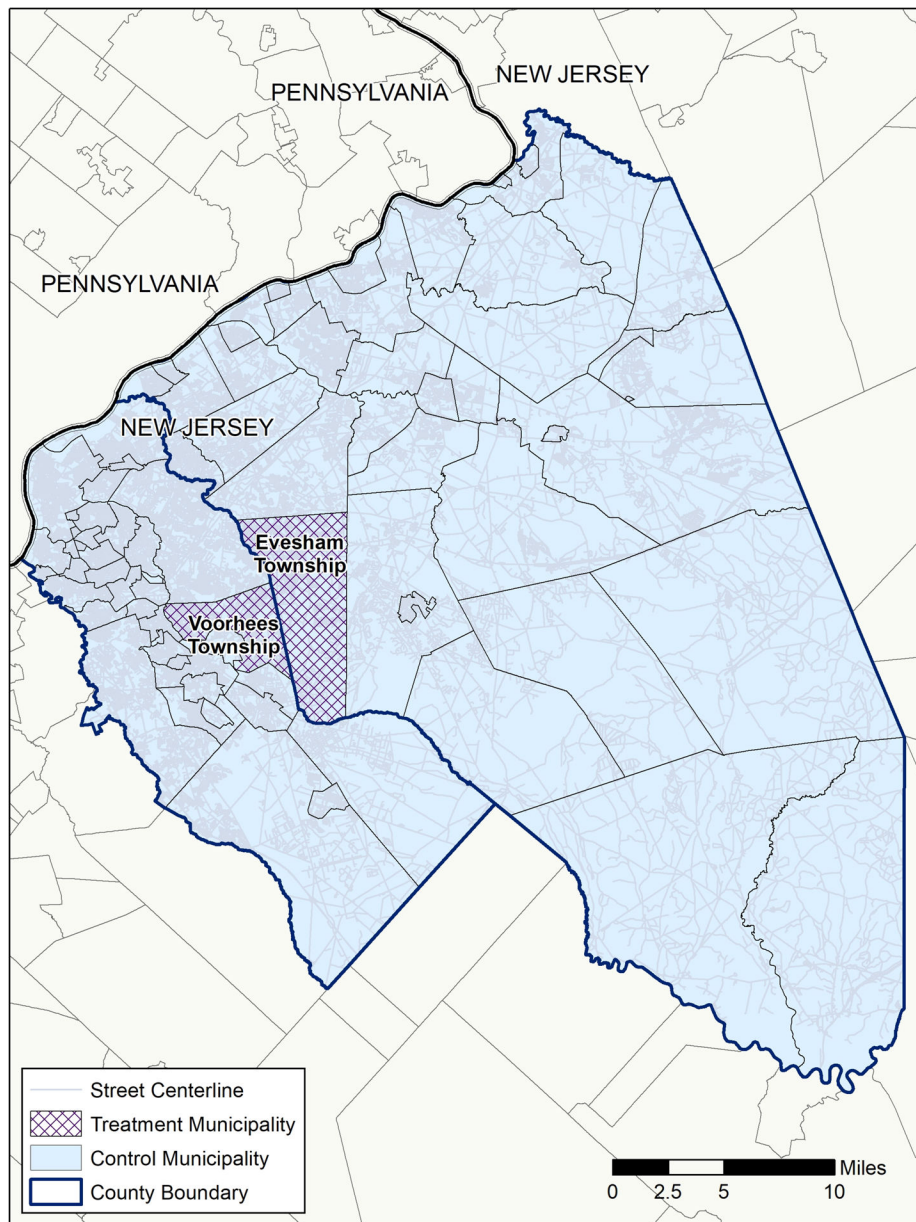 NEW JERSEY
PENNSYLVANIA
PENNSYLVANIA
NEW JERSEY
Evesham
Township
Voorhees
Township
Street Centerline
Treatment Municipality
Control Municipality
County Boundary
Miles
0 2.5 5 10